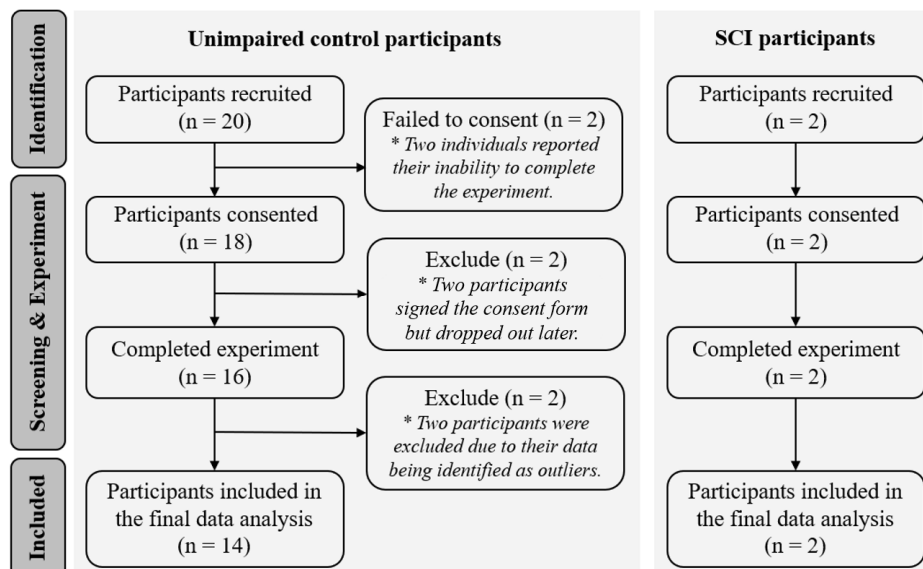 Identification
Screening & Experiment
Included
Unimpaired control participants
Participants recruited
(n = 20)
Failed to consent (n = 2)
* Two individuals reported
their inability to complete
the experiment.
Participants consented
(n = 18)
Exclude (n = 2)
* Two participants
signed the consent form
but dropped out later.
Completed experiment
(n = 16)
Exclude (n = 2)
* Two participants were
excluded due to their data
being identified as outliers.
Participants included in
the final data analysis
(n = 14)
SCI participants
Participants recruited
(n = 2)
Participants consented
(n = 2)
Completed experiment
(n = 2)
Participants included in
the final data analysis
(n = 2)